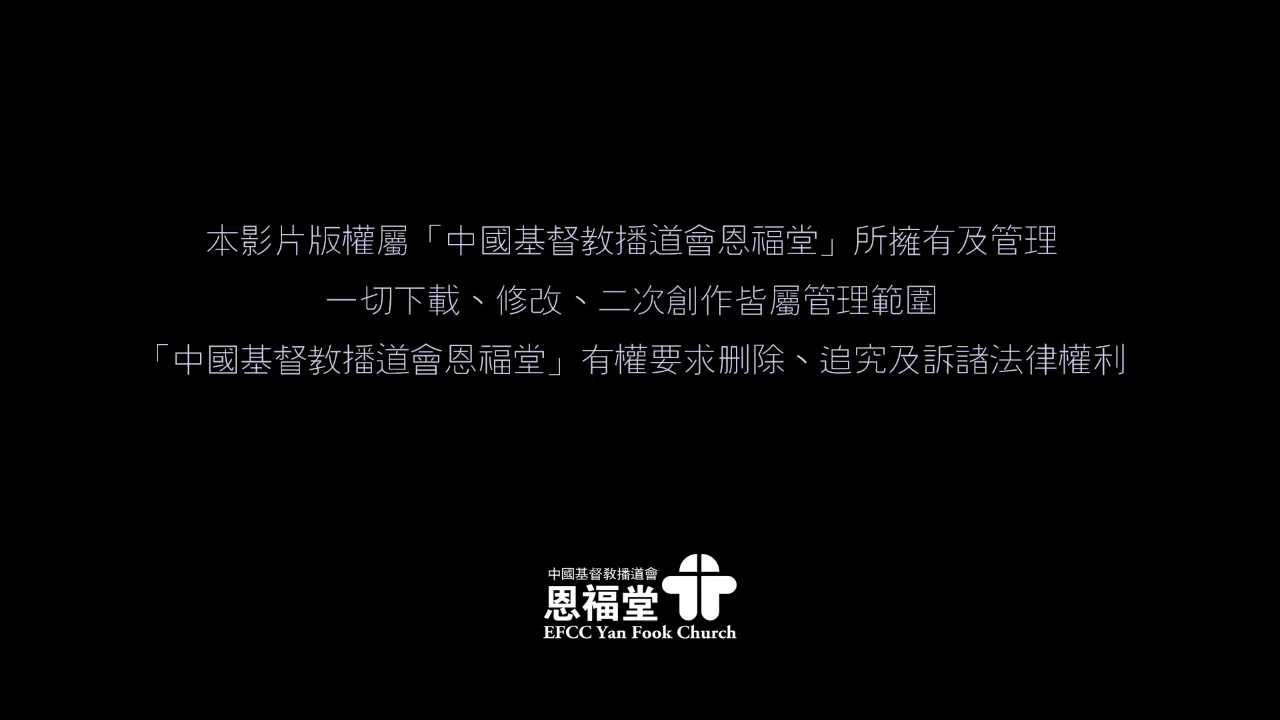 本影片版權屬「中國基督教播道會恩福堂」所擁有及管理
一切下載、修改、二次創作皆屬管理範圍
「中國基督教播道會恩福堂」有權要求刪除、追究及訴諸法律權利
中國基督教播道會
恩福堂
EFCC Yan Fook Church